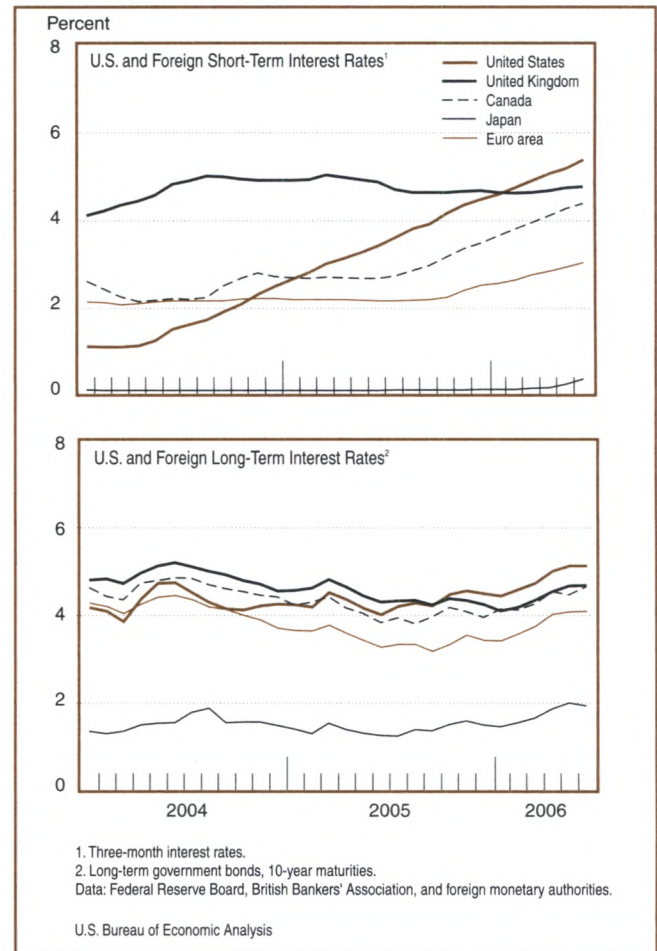 Percent
8
U.S. and Foreign Short-Term Interest Rates¹
United States
United Kingdom
Canada
Japan
Euro area
6
4
2
0
8
U.S. and Foreign Long-Term Interest Rates²
6
4
2
0
2004 2005 2006
1. Three-month interest rates.
2. Long-term government bonds, 10-year maturities.
Data: Federal Reserve Board, British Bankers' Association, and foreign monetary authorities.
U.S. Bureau of Economic Analysis